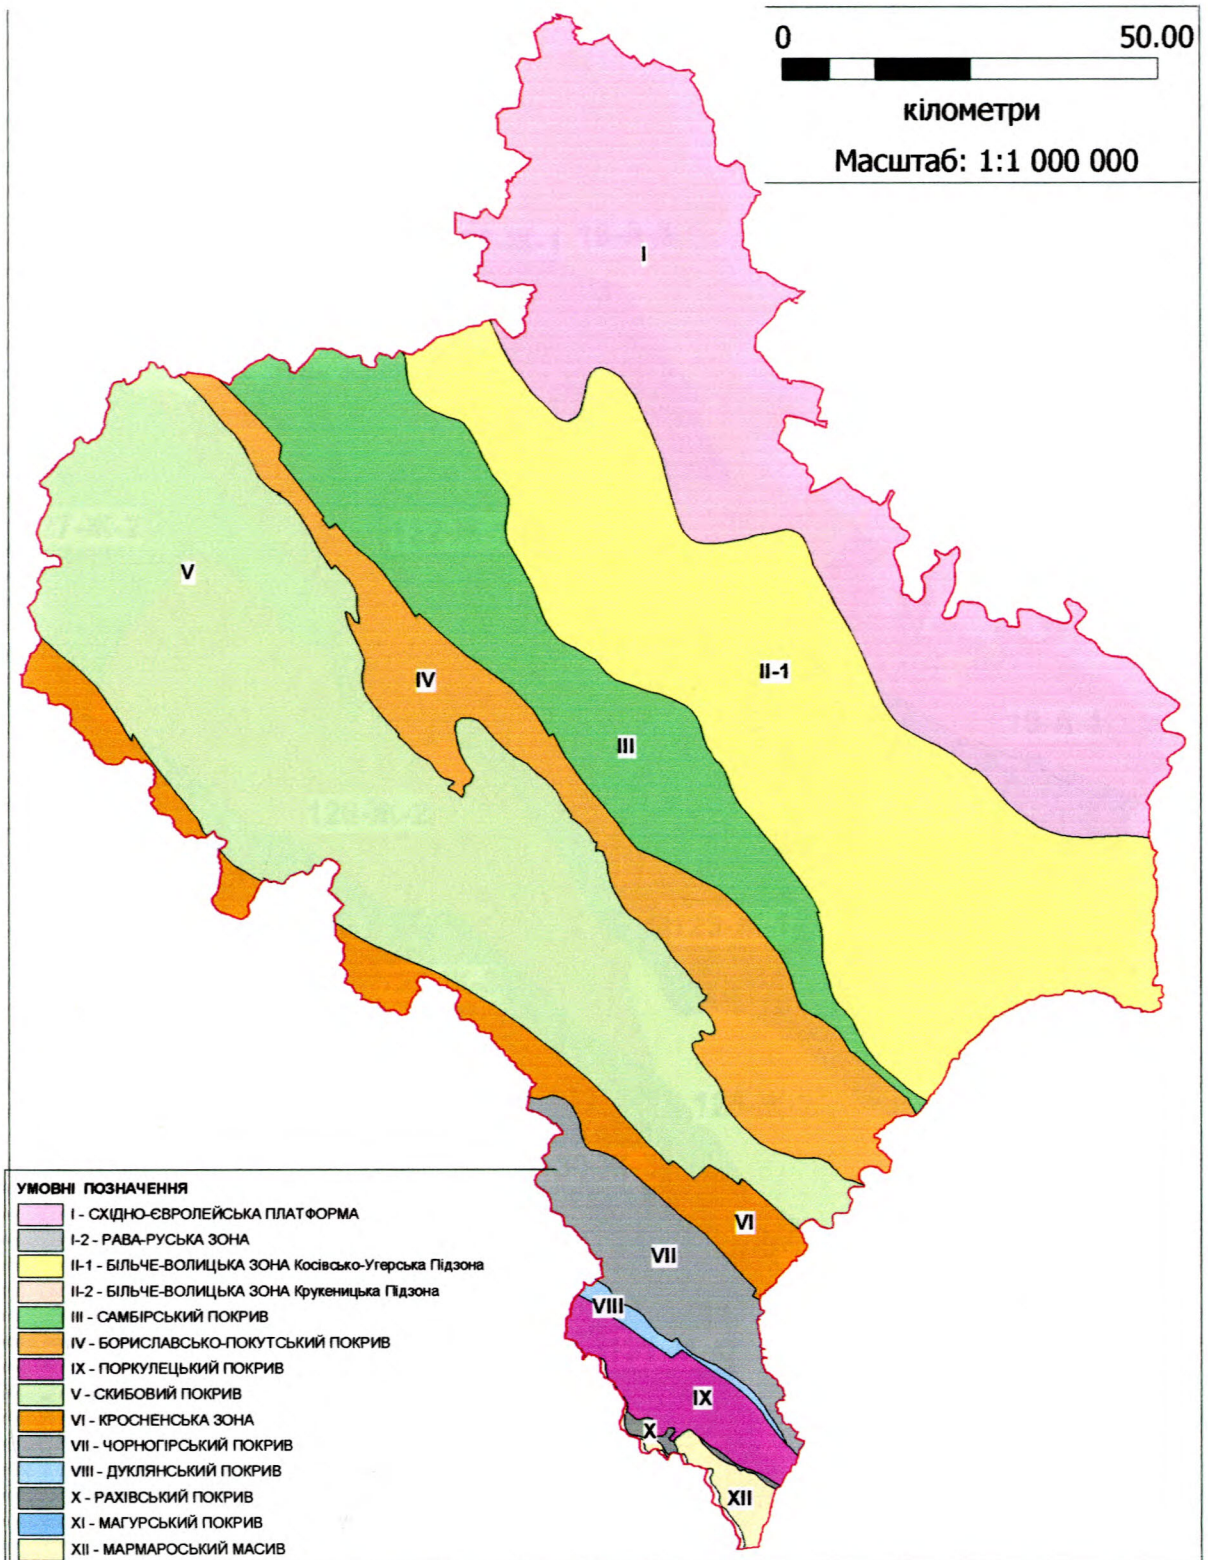 0 50.00
кілометри
Масштаб: 1:1 000 000
I
V
IV
II-1
III
VI
VII
VIII
IX
X
XII
УМОВНІ ПОЗНАЧЕННЯ
I - СХІДНО-ЄВРОЛЕЙСЬКА ПЛАТФОРМА
I-2 - РАВА-РУСЬКА ЗОНА
II-1 - БІЛЬЧЕ-ВОЛИЦЬКА ЗОНА Косівсько-Угерська Підзона
II-2 - БІЛЬЧЕ-ВОЛИЦЬКА ЗОНА Крукеницька Підзона
III - САМБІРСЬКИЙ ПОКРИВ
IV - БОРИСЛАВСЬКО-ПОКУТСЬКИЙ ПОКРИВ
IX - ПОРКУЛЕЦЬКИЙ ПОКРИВ
V - СКИБОВИЙ ПОКРИВ
VI - КРОСНЕНСЬКА ЗОНА
VII - ЧОРНОГІРСЬКИЙ ПОКРИВ
VIII - ДУКЛЯНСЬКИЙ ПОКРИВ
X - РАХІВСЬКИЙ ПОКРИВ
XI - МАГУРСЬКИЙ ПОКРИВ
XII - МАРМАРОСЬКИЙ МАСИВ